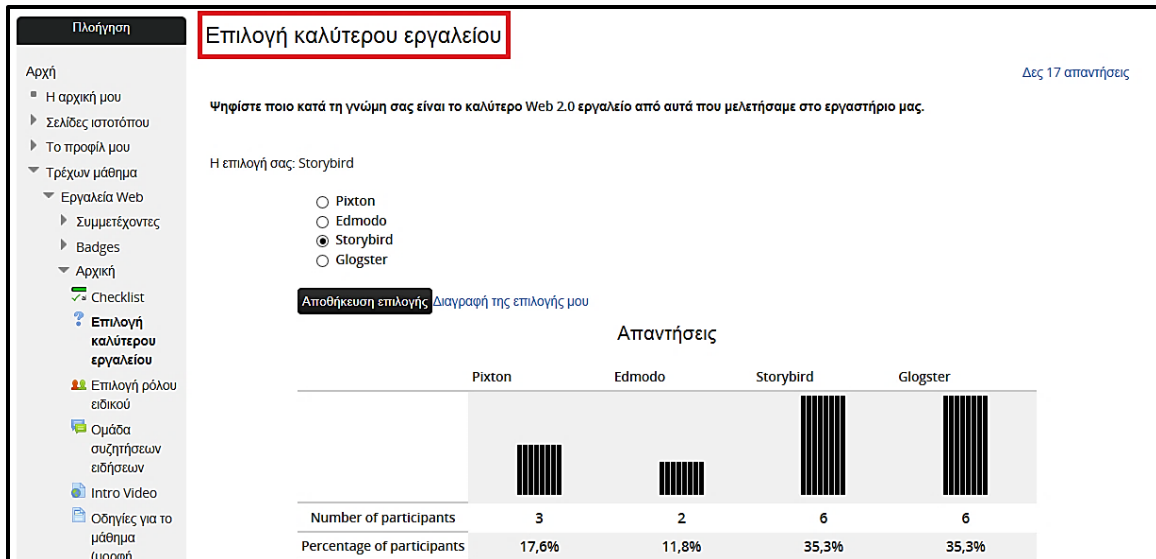 Πλοήγηση
Αρχή
Η αρχική μου
Σελίδες ιστοτόπου
Το προφίλ μου
Τρέχων μάθημα
Εργαλεία Web
Συμμετέχοντες
Badges
Αρχική
Checklist
Επιλογή
καλύτερου
εργαλείου
Επιλογή ρόλου
ειδικού
Ομάδα
συζητήσεων
ειδήσεων
Intro Video
Οδηγίες για το
μάθημα
(μορφή
Επιλογή καλύτερου εργαλείου
Δες 17 απαντήσεις
Ψηφίστε ποιο κατά τη γνώμη σας είναι το καλύτερο Web 2.0 εργαλείο από αυτά που μελετήσαμε στο εργαστήριο μας.
Η επιλογή σας: Storybird
Pixton
Edmodo
Storybird
Glogster
Αποθήκευση επιλογής Διαγραφή της επιλογής μου
Απαντήσεις
Pixton Edmodo Storybird Glogster
Number of participants 3 2 6 6
Percentage of participants 17,6% 11,8% 35,3% 35,3%